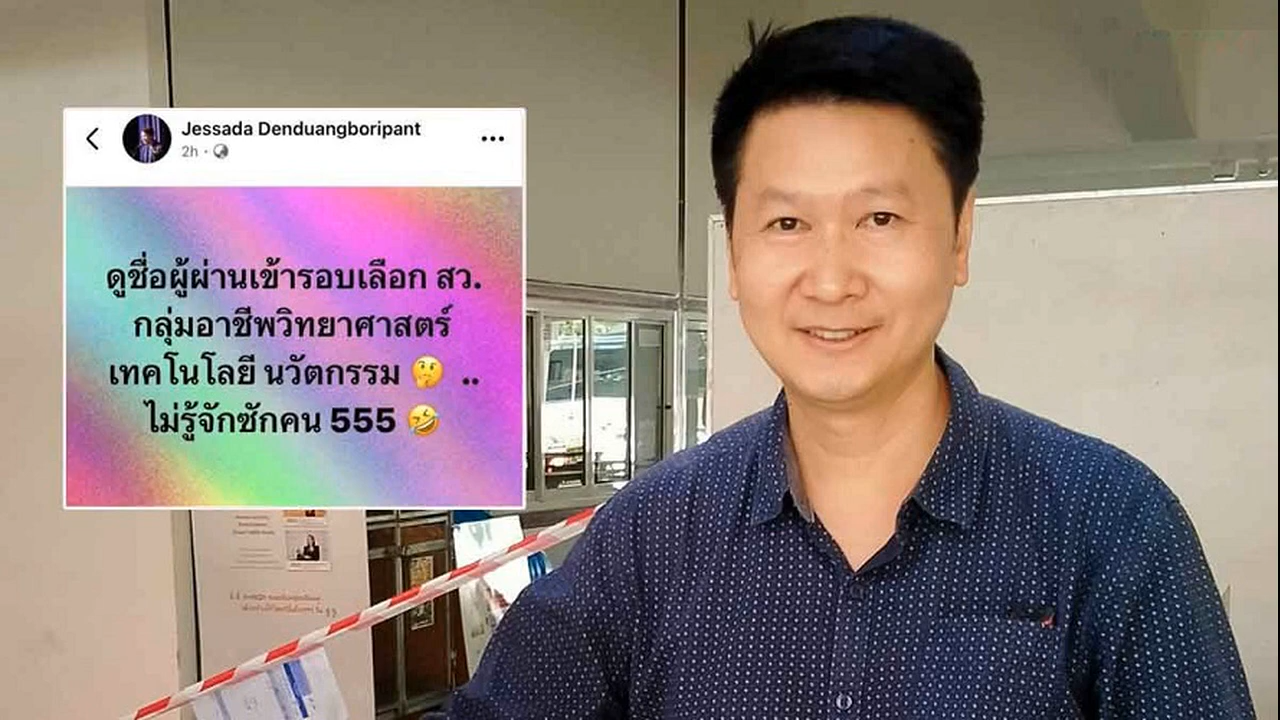 Jessada Denduangboripant
2h
ดูชื่อผู้ผ่านเข้ารอบเลือก สว.
กลุ่มอาชีพวิทยาศาสตร์
เทคโนโลยี นวัตกรรม 🤔 ..
ไม่รู้จักซักคน 555 🤣